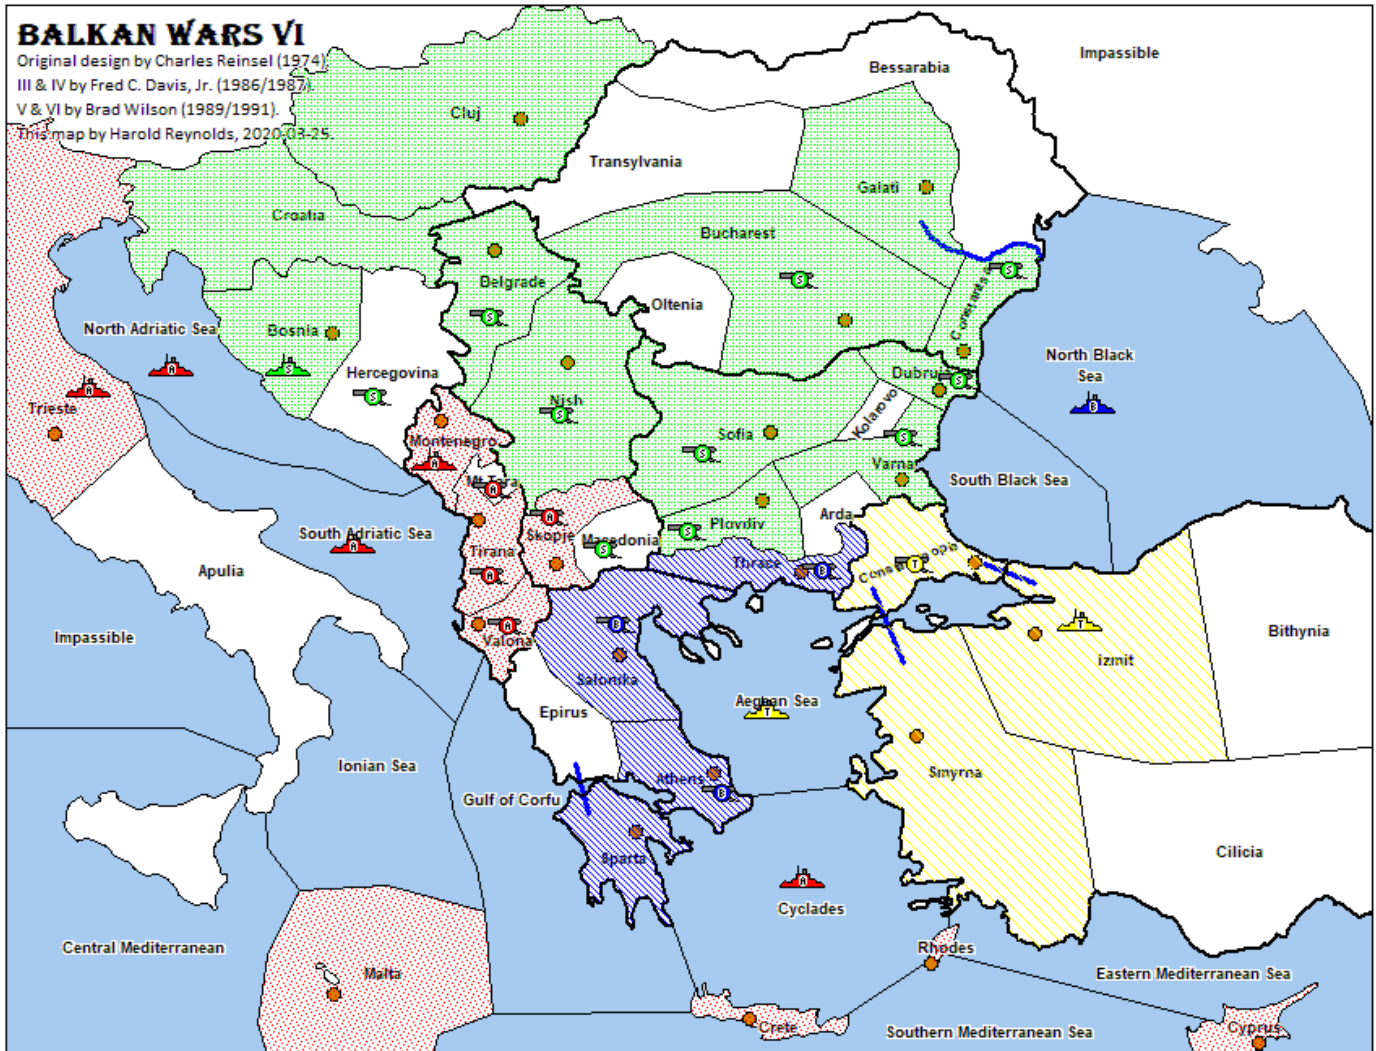 BALKAN WARS VI
Original design by Charles Reinsel (1974)
III & IV by Fred C. Davis, Jr. (1986/1987).
V & VI by Brad Wilson (1989/1991).
This map by Harold Reynolds, 2020-03-25.
Impassible
Bessarabia
Cluj
Transylvania
Galati
Croatia
Bucharest
Belgrade
Constants
Oltenia
North Adriatic Sea
Bosnia
North Black
Sea
Hercegovina
Dubruja
Trieste
Nish
Kolarovo
Sofia
Montenegro
Varna
Mt Tara
South Black Sea
Arda
Plovdiv
South Adriatic Sea
Skopje
Macedonia
Tirana
Thrace
Apulia
Impassible
Valona
Bithynia
Izmit
Salonika
Aegean Sea
Epirus
Ionian Sea
Athens
Smyrna
Gulf of Corfu
Sparta
Cilicia
Cyclades
Central Mediterranean
Rhodes
Malta
Eastern Mediterranean Sea
Crete
Southern Mediterranean Sea
Cyprus